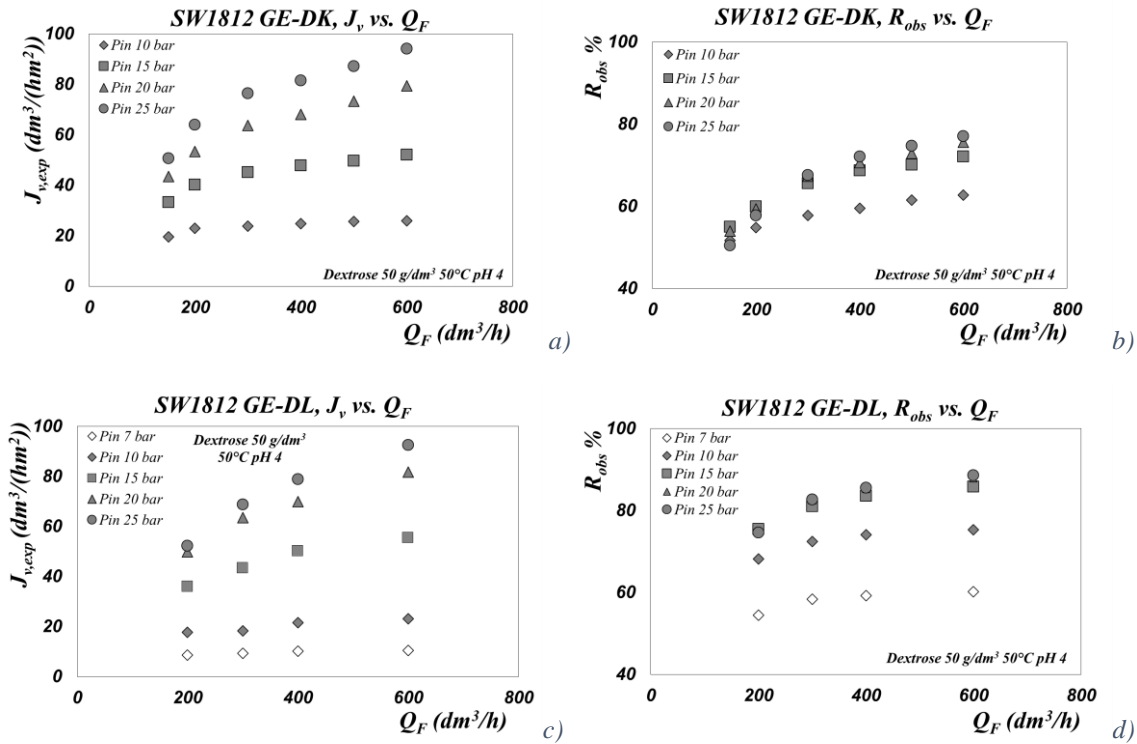 SW1812 GE-DK, Jv vs. QF
Jv,exp (dm³/(hm²))
100
80
60
40
20
0
Pin 10 bar
Pin 15 bar
Pin 20 bar
Pin 25 bar
Dextrose 50 g/dm³ 50°C pH 4
0 200 400 600 800
QF (dm³/h)
a)
SW1812 GE-DK, Robs vs. QF
Robs %
100
80
60
40
Pin 10 bar
Pin 15 bar
Pin 20 bar
Pin 25 bar
Dextrose 50 g/dm³ 50°C pH 4
0 200 400 600 800
QF (dm³/h)
b)
SW1812 GE-DL, Jv vs. QF
Jv,exp (dm³/(hm²))
100
80
60
40
20
0
Pin 7 bar
Pin 10 bar
Pin 15 bar
Pin 20 bar
Pin 25 bar
Dextrose 50 g/dm³
50°C pH 4
0 200 400 600 800
QF (dm³/h)
c)
SW1812 GE-DL, Robs vs. QF
Robs %
100
80
60
40
Pin 7 bar
Pin 10 bar
Pin 15 bar
Pin 20 bar
Pin 25 bar
Dextrose 50 g/dm³ 50°C pH 4
0 200 400 600 800
QF (dm³/h)
d)